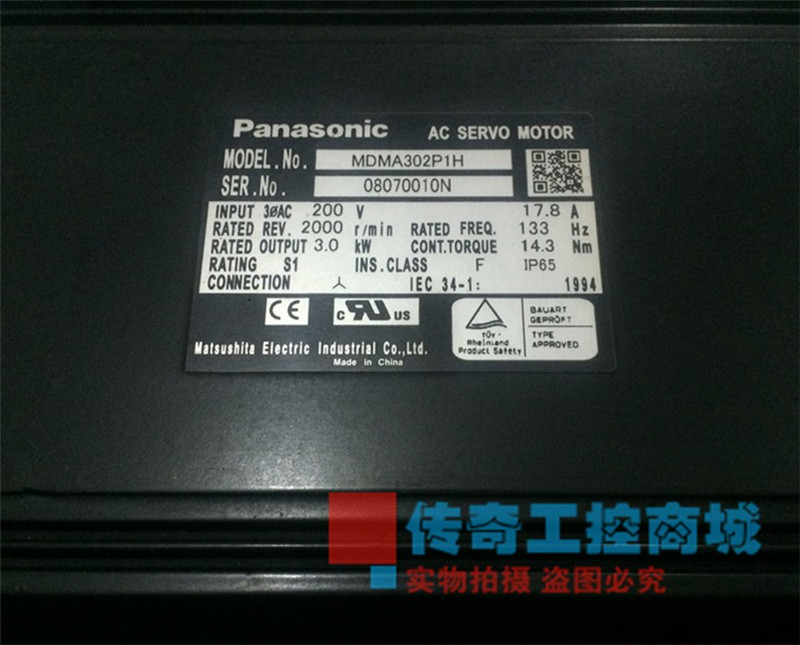 Panasonic AC SERVO MOTOR
MODEL.No. MDMA302P1H
SER.No. 08070010N
INPUT 3øAC 200 V 17.8 A
RATED REV. 2000 r/min RATED FREQ. 133 Hz
RATED OUTPUT 3.0 kW CONT.TORQUE 14.3 Nm
RATING S1 INS.CLASS F IP65
CONNECTION IEC 34-1: 1994
CE c RU US
TÜV Rheinland Product Safety
BAUART GEPRÜFT
TYPE APPROVED
Matsushita Electric Industrial Co.,Ltd.
Made in China
传奇工控商城
实物拍摄 盗图必究